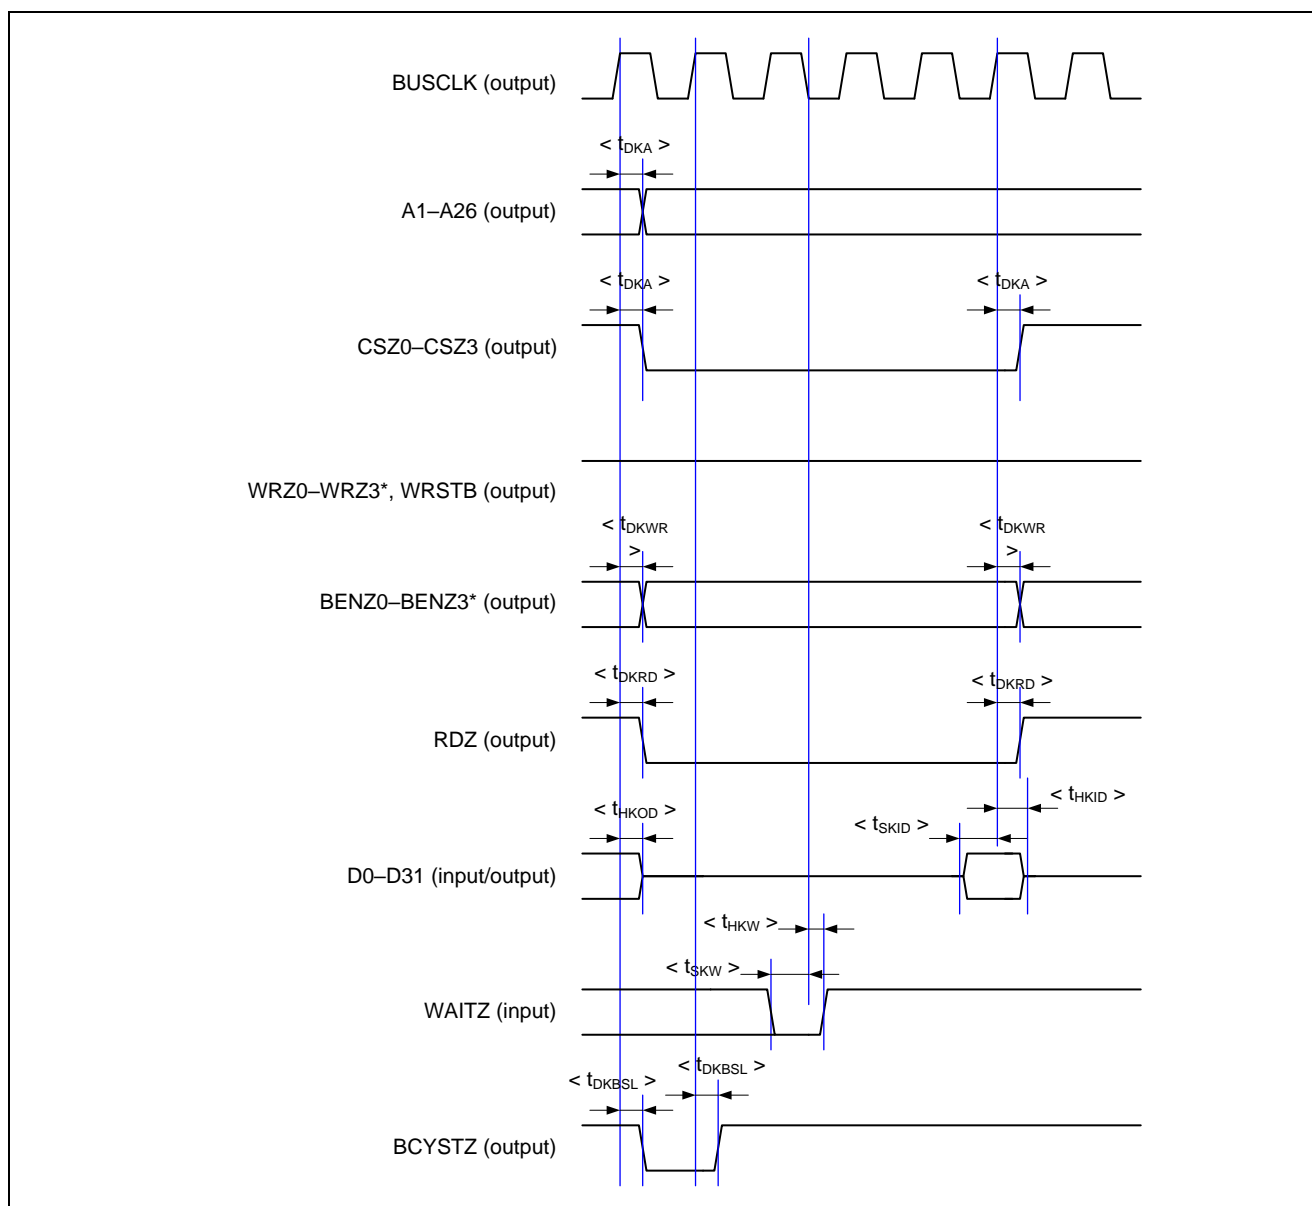 BUSCLK (output)
< tDKA >
A1–A26 (output)
< tDKA >
< tDKA >
CSZ0–CSZ3 (output)
WRZ0–WRZ3*, WRSTB (output)
< tDKWR >
< tDKWR >
BENZ0–BENZ3* (output)
< tDKRD >
< tDKRD >
RDZ (output)
< tHKID >
< tHKOD >
< tSKID >
D0–D31 (input/output)
< tHKW >
< tSKW >
WAITZ (input)
< tDKBSL >
< tDKBSL >
BCYSTZ (output)